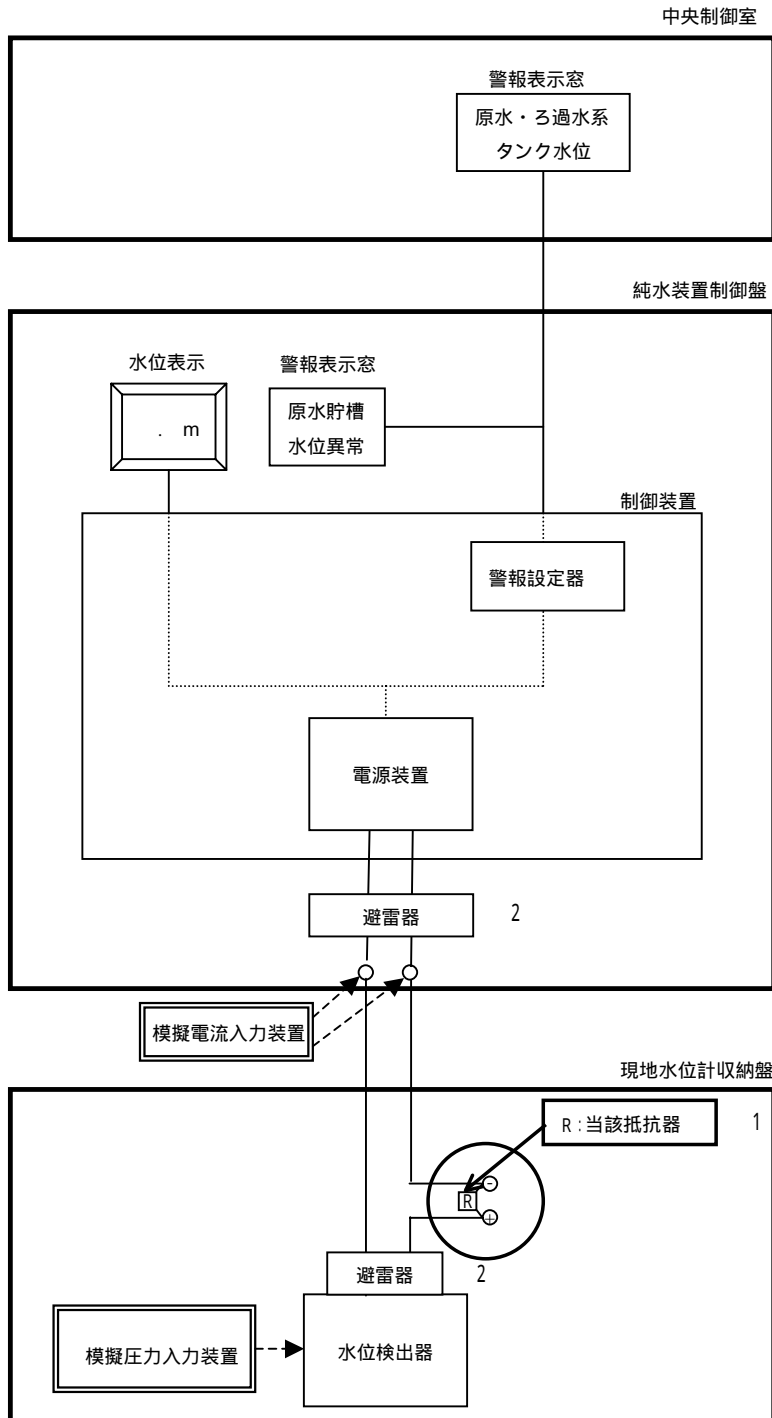 中央制御室
警報表示窓
原水・ろ過水系
タンク水位
純水装置制御盤
水位表示
警報表示窓
. m
原水貯槽
水位異常
制御装置
警報設定器
電源装置
避雷器
2
模擬電流入力装置
現地水位計収納盤
R:当該抵抗器
1
-
R
+
避雷器
2
模擬圧力入力装置
水位検出器